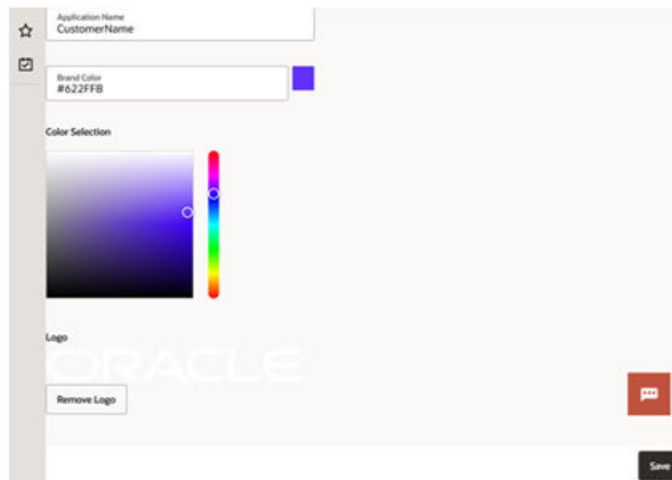 Application Name
CustomerName
Brand Color
#622FFB
Color Selection
Logo
ORACLE
Remove Logo
Save